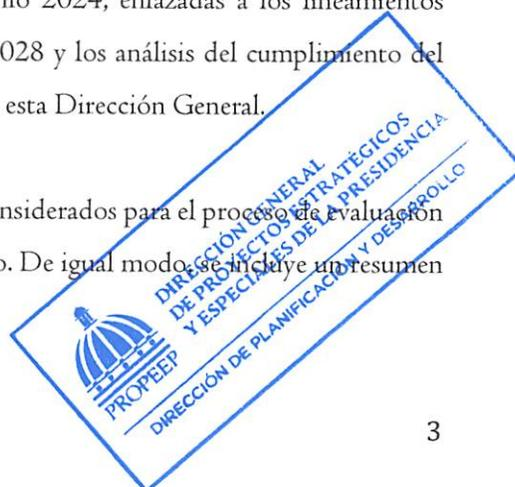 2024, enlazadas a los lineamientos
028 y los análisis del cumplimiento del
esta Dirección General.
nsiderados para el proceso de evaluación
o. De igual modo, se incluye un resumen
DIRECCIÓN GENERAL
DE PROYECTOS ESTRATÉGICOS
Y ESPECIALES DE LA PRESIDENCIA
PROPEEP
DIRECCIÓN DE PLANIFICACIÓN Y DESARROLLO
3